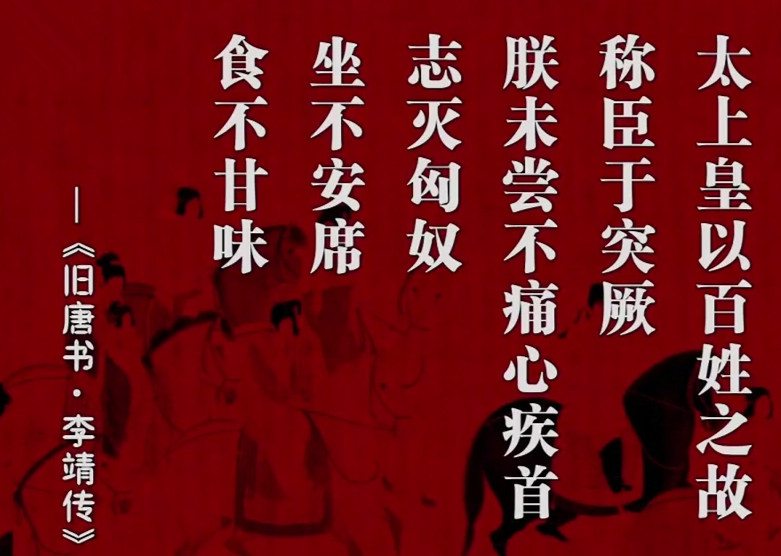 太上皇以百姓之故
称臣于突厥
朕未尝不痛心疾首
志灭匈奴
坐不安席
食不甘味
—《旧唐书·李靖传》